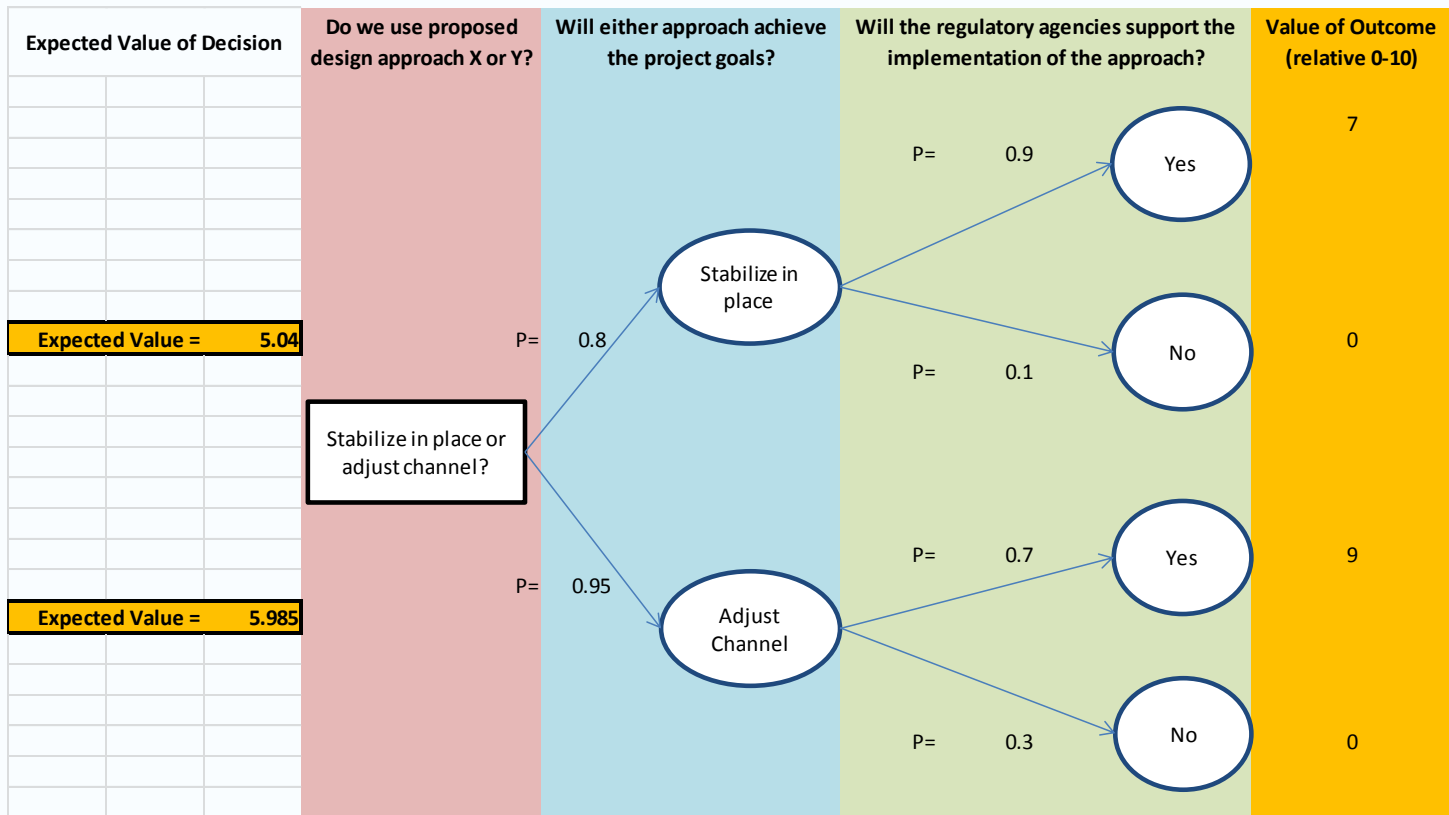 Expected Value of Decision
Do we use proposed
design approach X or Y?
Will either approach achieve
the project goals?
Will the regulatory agencies support the
implementation of the approach?
Value of Outcome
(relative 0-10)
7
P= 0.9
Yes
Stabilize in
place
Expected Value = 5.04
P= 0.8
No
0
P= 0.1
Stabilize in place or
adjust channel?
P= 0.7
Yes
9
P= 0.95
Expected Value = 5.985
Adjust
Channel
P= 0.3
No
0